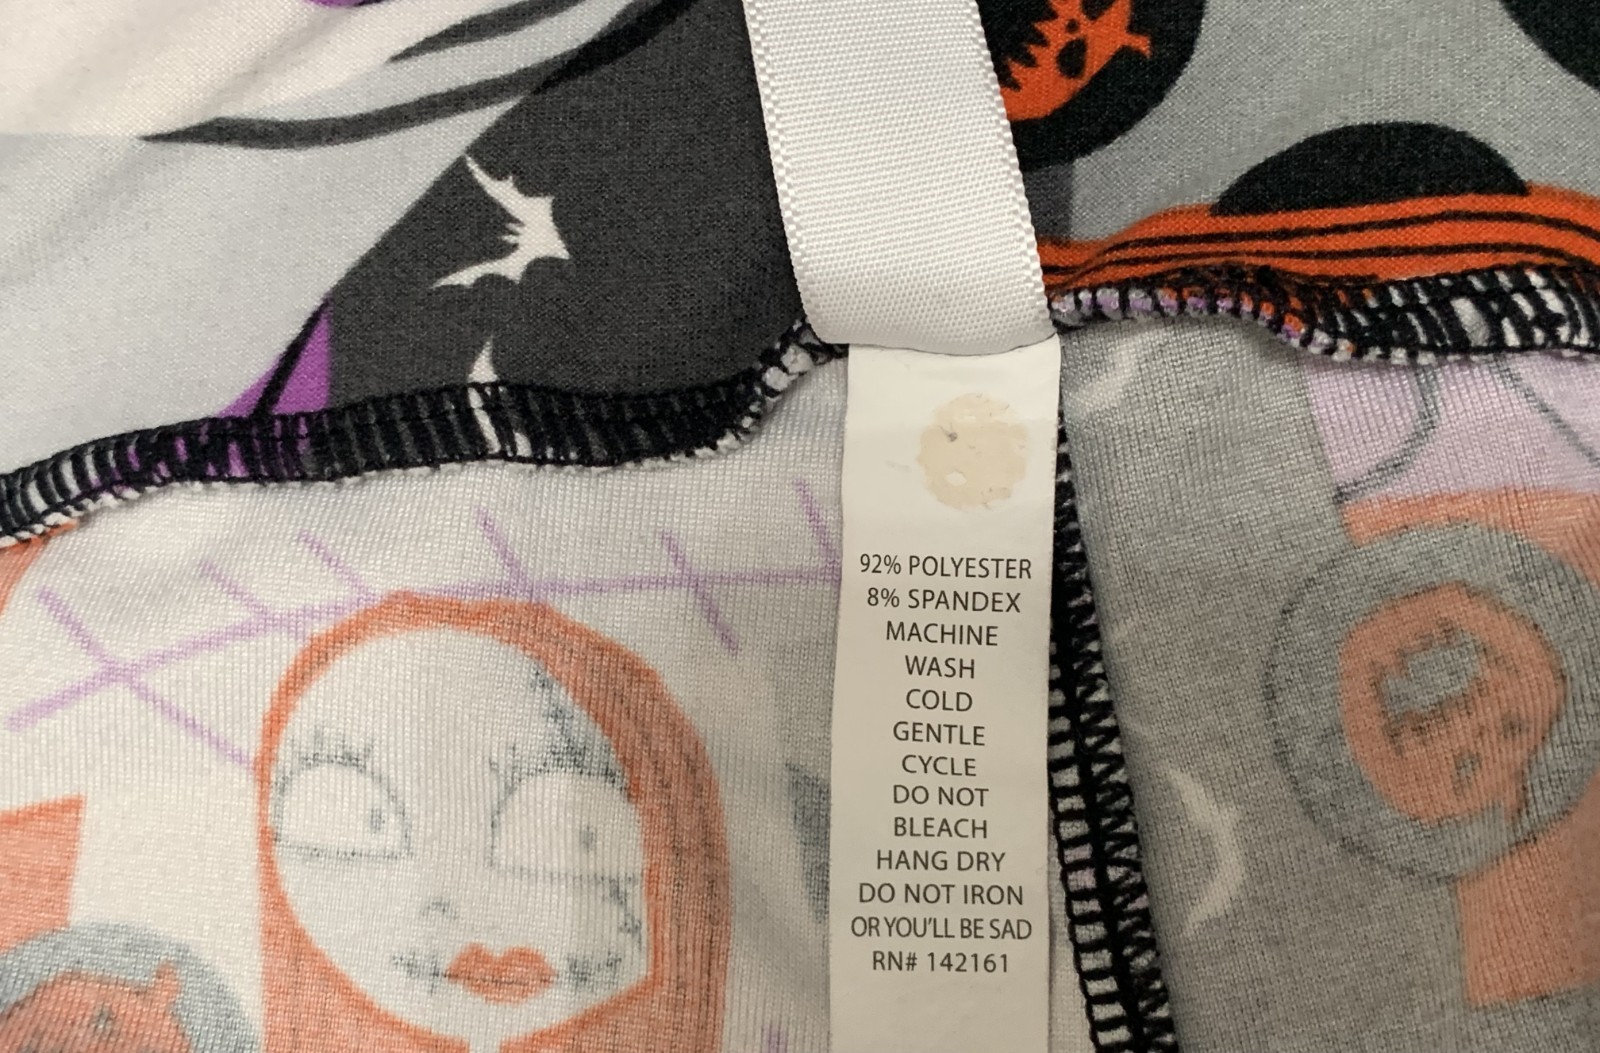 92% POLYESTER
8% SPANDEX
MACHINE
WASH
COLD
GENTLE
CYCLE
DO NOT
BLEACH
HANG DRY
DO NOT IRON
OR YOU'LL BE SAD
RN# 142161